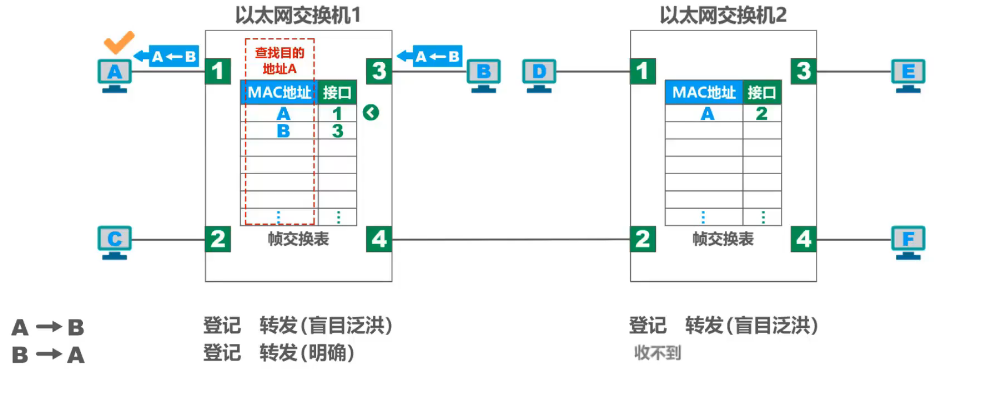 以太网交换机1
以太网交换机2
A←B
A←B
查找目的
地址A
A
1
3
B
D
1
3
E
MAC地址 接口
A 1
B 3
⋮ ⋮
MAC地址 接口
A 2
⋮ ⋮
C
2
帧交换表
4
2
帧交换表
4
F
A→B 登记 转发(盲目泛洪) 登记 转发(盲目泛洪)
B→A 登记 转发(明确) 收不到